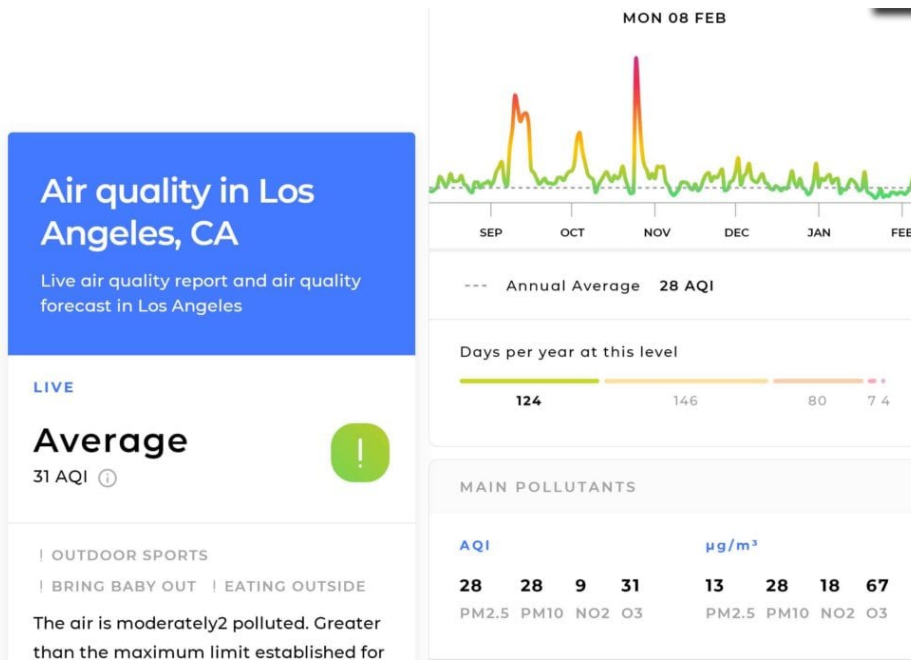 Air quality in Los
Angeles, CA
Live air quality report and air quality
forecast in Los Angeles
LIVE
Average
31 AQI
! OUTDOOR SPORTS
! BRING BABY OUT ! EATING OUTSIDE
The air is moderately2 polluted. Greater
than the maximum limit established for
MON 08 FEB
SEP OCT NOV DEC JAN FEB
Annual Average 28 AQI
Days per year at this level
124 146 80 7 4
MAIN POLLUTANTS
AQI µg/m³
28 28 9 31 13 28 18 67
PM2.5 PM10 NO2 O3 PM2.5 PM10 NO2 O3